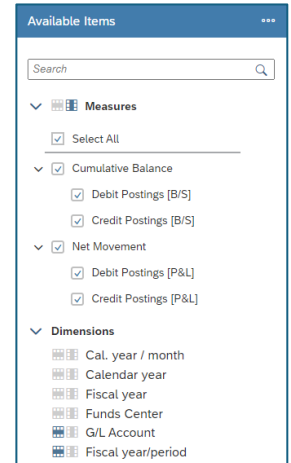 Available Items
Search
Measures
Select All
Cumulative Balance
Debit Postings [B/S]
Credit Postings [B/S]
Net Movement
Debit Postings [P&L]
Credit Postings [P&L]
Dimensions
Cal. year / month
Calendar year
Fiscal year
Funds Center
G/L Account
Fiscal year/period